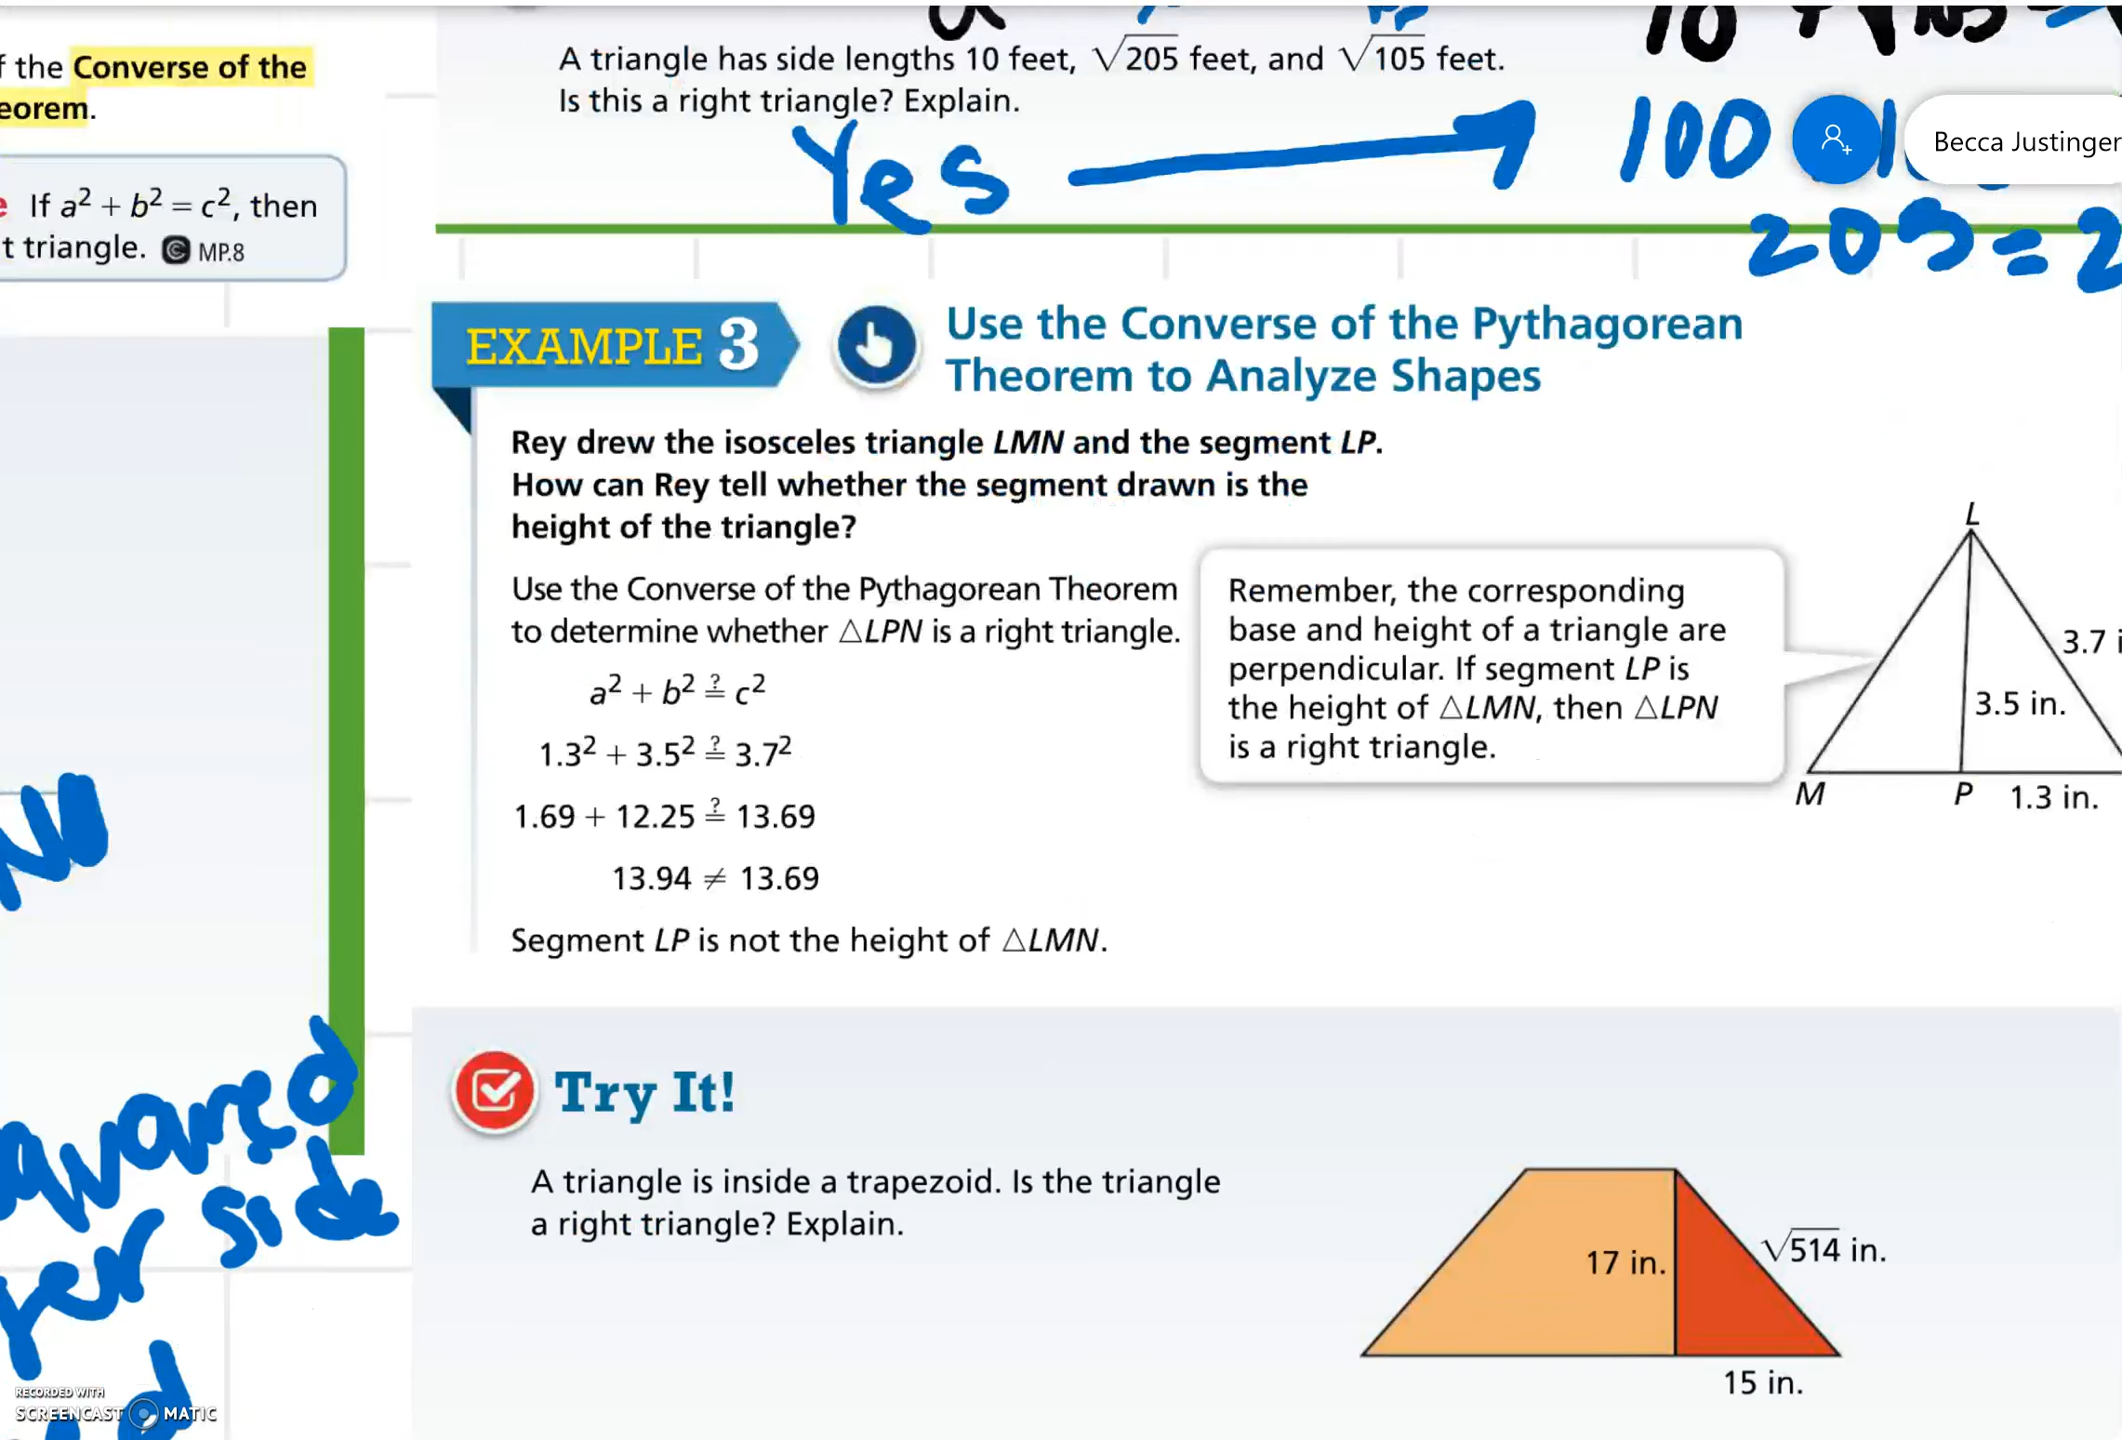 A triangle has side lengths 10 feet, √205 feet, and √105 feet.
Is this a right triangle? Explain.
Yes
100
205 = 2
Becca Justinger
f the Converse of the
eorem.
e If a² + b² = c², then
t triangle. MP.8
EXAMPLE 3
Use the Converse of the Pythagorean
Theorem to Analyze Shapes
Rey drew the isosceles triangle LMN and the segment LP.
How can Rey tell whether the segment drawn is the
height of the triangle?
Use the Converse of the Pythagorean Theorem
to determine whether △LPN is a right triangle.
a² + b² ≟ c²
1.3² + 3.5² ≟ 3.7²
1.69 + 12.25 ≟ 13.69
13.94 ≠ 13.69
Segment LP is not the height of △LMN.
Remember, the corresponding
base and height of a triangle are
perpendicular. If segment LP is
the height of △LMN, then △LPN
is a right triangle.
L
3.7 i
3.5 in.
M P 1.3 in.
No
quared
ger side
Try It!
A triangle is inside a trapezoid. Is the triangle
a right triangle? Explain.
17 in.
√514 in.
15 in.
RECORDED WITH
SCREENCAST MATIC